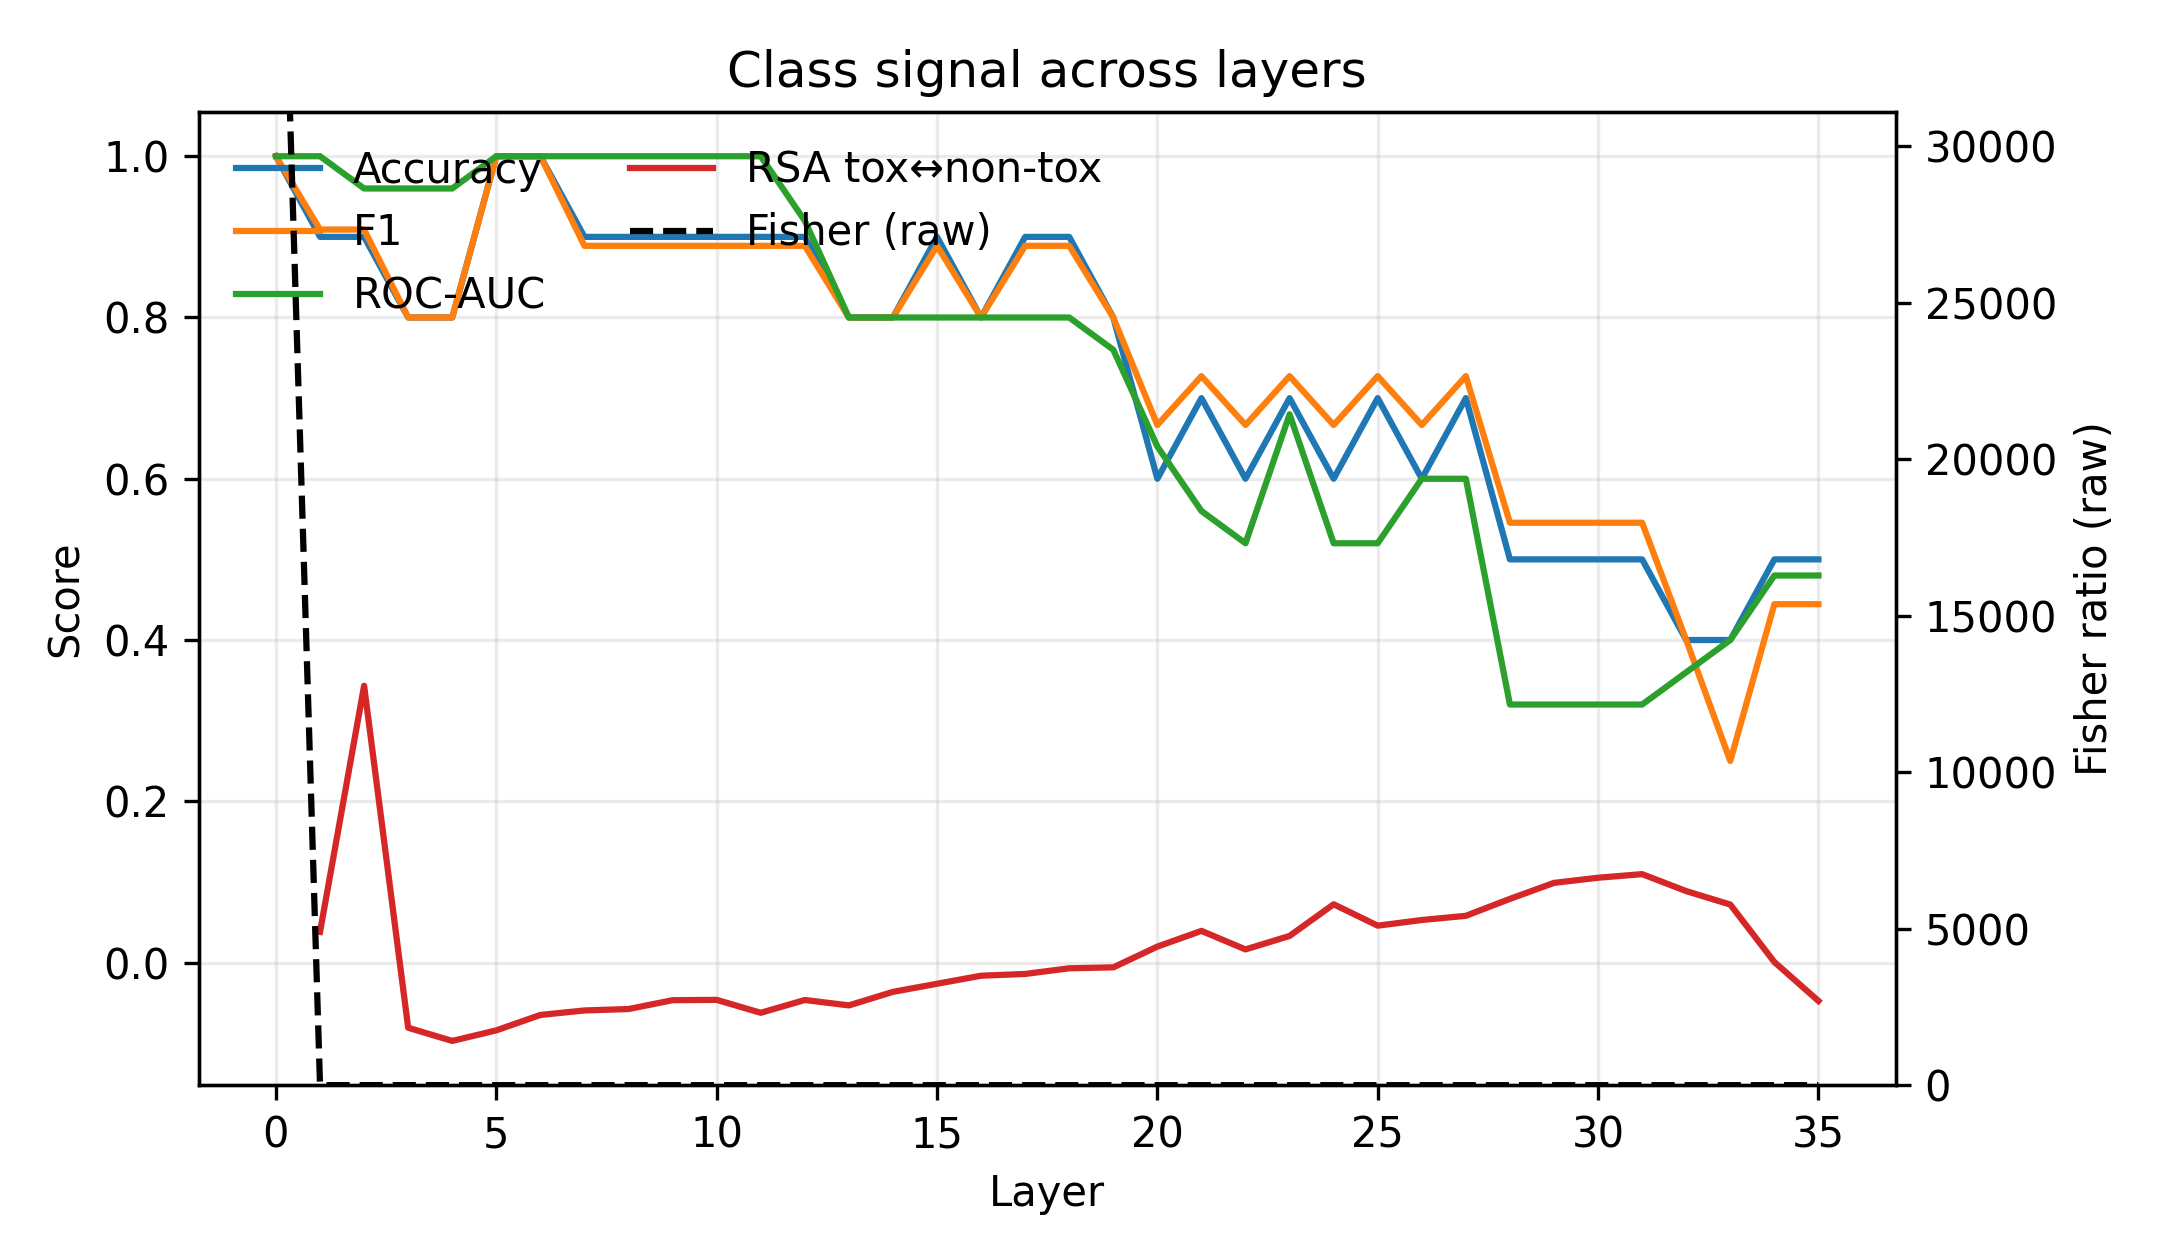 Class signal across layers
Accuracy
F1
ROC-AUC
RSA tox↔non-tox
Fisher (raw)
Score
1.0
0.8
0.6
0.4
0.2
0.0
30000
25000
20000
15000
10000
5000
0
Fisher ratio (raw)
0 5 10 15 20 25 30 35
Layer